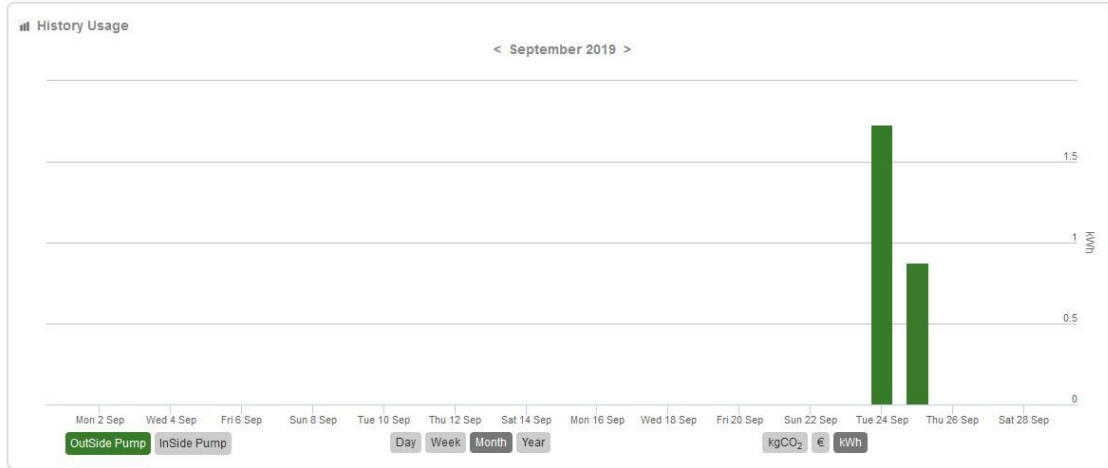 History Usage
< September 2019 >
1.5
1
kWh
0.5
0
Mon 2 Sep Wed 4 Sep Fri 6 Sep Sun 8 Sep Tue 10 Sep Thu 12 Sep Sat 14 Sep Mon 16 Sep Wed 18 Sep Fri 20 Sep Sun 22 Sep Tue 24 Sep Thu 26 Sep Sat 28 Sep
OutSide Pump InSide Pump Day Week Month Year kgCO₂ € kWh